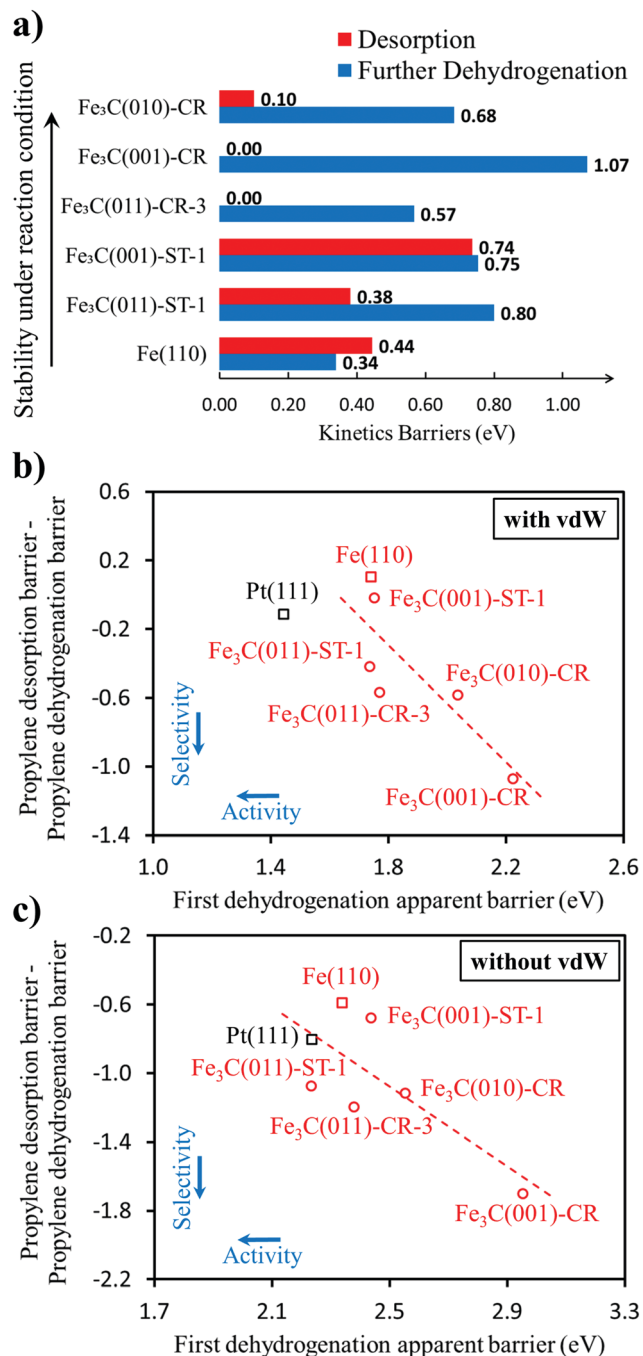 a)
Desorption
Further Dehydrogenation
Stability under reaction condition
Fe₃C(010)-CR
0.10
0.68
Fe₃C(001)-CR
0.00
1.07
Fe₃C(011)-CR-3
0.00
0.57
Fe₃C(001)-ST-1
0.74
0.75
Fe₃C(011)-ST-1
0.38
0.80
Fe(110)
0.44
0.34
0.00 0.20 0.40 0.60 0.80 1.00
Kinetics Barriers (eV)
b)
Propylene desorption barrier -
Propylene dehydrogenation barrier
0.6
0.2
-0.2
-0.6
-1.0
-1.4
with vdW
Fe(110)
Pt(111)
Fe₃C(001)-ST-1
Fe₃C(011)-ST-1
Fe₃C(010)-CR
Fe₃C(011)-CR-3
Fe₃C(001)-CR
Selectivity
Activity
1.0 1.4 1.8 2.2 2.6
First dehydrogenation apparent barrier (eV)
c)
Propylene desorption barrier -
Propylene dehydrogenation barrier
-0.2
-0.6
-1.0
-1.4
-1.8
-2.2
without vdW
Fe(110)
Fe₃C(001)-ST-1
Pt(111)
Fe₃C(011)-ST-1
Fe₃C(010)-CR
Fe₃C(011)-CR-3
Fe₃C(001)-CR
Selectivity
Activity
1.7 2.1 2.5 2.9 3.3
First dehydrogenation apparent barrier (eV)